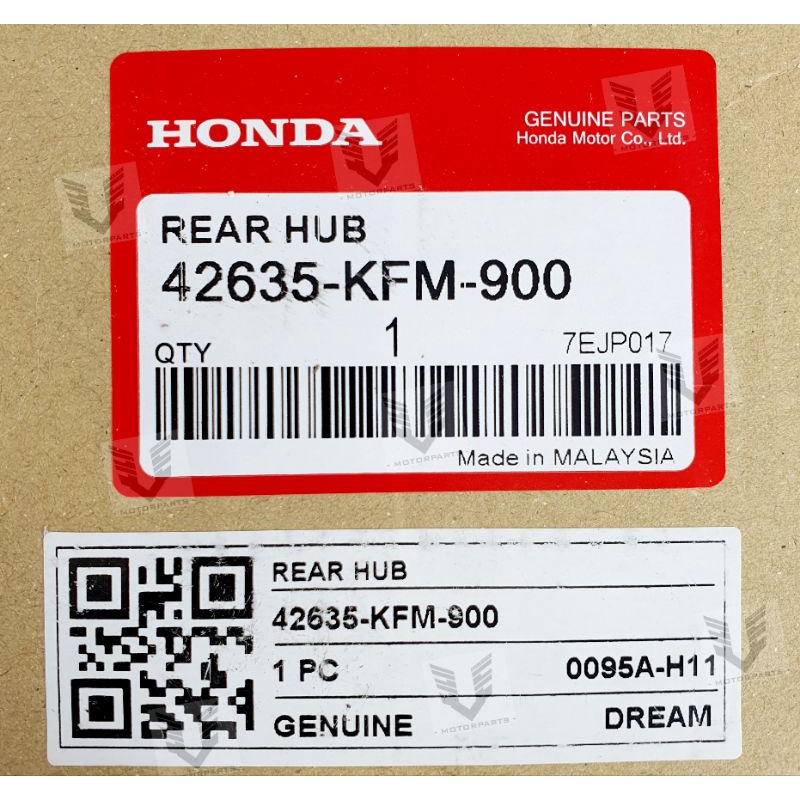 HONDA
GENUINE PARTS
Honda Motor Co., Ltd.
REAR HUB
42635-KFM-900
QTY 1 7EJP017
Made in MALAYSIA
REAR HUB
42635-KFM-900
1 PC 0095A-H11
GENUINE DREAM
- MOTORPARTS -